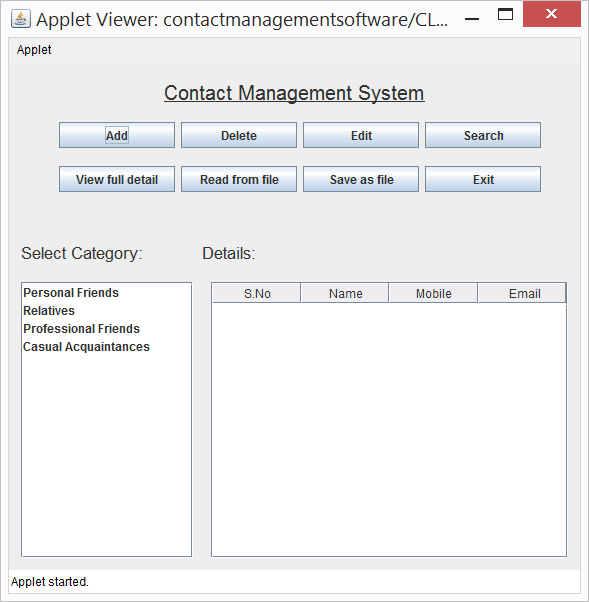 Applet Viewer: contactmanagementsoftware/CL...
Applet
Contact Management System
Add Delete Edit Search
View full detail Read from file Save as file Exit
Select Category: Details:
S.No Name Mobile Email
Personal Friends
Relatives
Professional Friends
Casual Acquaintances
Applet started.